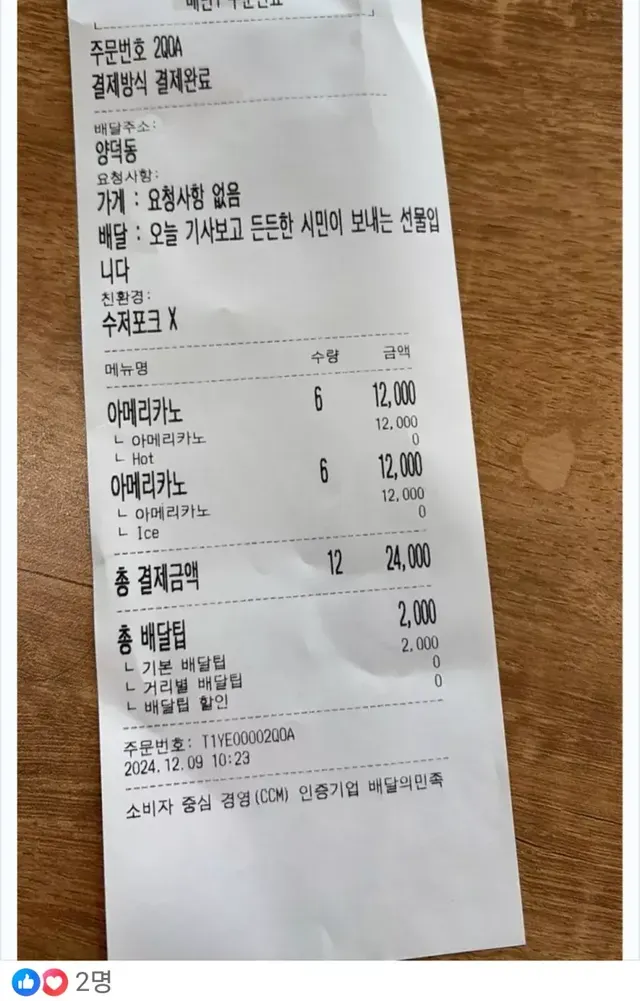 주문번호 2QOA
결제방식 결제완료
배달주소:
양덕동
요청사항:
가게 : 요청사항 없음
배달 : 오늘 기사보고 든든한 시민이 보내는 선물입
니다
친환경:
수저포크 X
메뉴명 수량 금액
아메리카노 6 12,000
ㄴ 아메리카노 12,000
ㄴ Hot 0
아메리카노 6 12,000
ㄴ 아메리카노 12,000
ㄴ Ice 0
총 결제금액 12 24,000
총 배달팁 2,000
ㄴ 기본 배달팁 2,000
ㄴ 거리별 배달팁 0
ㄴ 배달팁 할인 0
주문번호: T1YE00002QOA
2024.12.09 10:23
소비자 중심 경영(CCM) 인증기업 배달의민족
2명